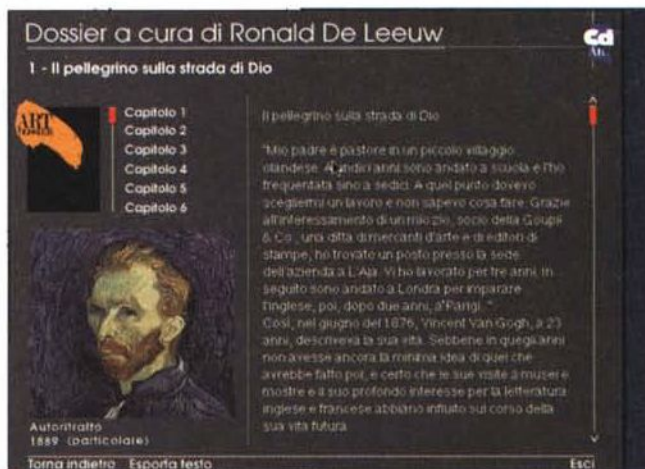 Dossier a cura di Ronald De Leeuw
Cd
Art
1 - Il pellegrino sulla strada di Dio
ART
DOSSIER
Capitolo 1
Capitolo 2
Capitolo 3
Capitolo 4
Capitolo 5
Capitolo 6
Il pellegrino sulla strada di Dio
"Mio padre è pastore in un piccolo villaggio
olandese. A undici anni sono andato a scuola e l'ho
frequentata sino a sedici. A quel punto dovevo
scegliermi un lavoro e non sapevo cosa fare. Grazie
all'interessamento di un mio zio, socio della Goupil
& Co., una ditta di mercanti d'arte e di editori di
stampe, ho trovato un posto presso la sede
dell'azienda a L'Aja. Vi ho lavorato per tre anni. In
seguito sono andato a Londra per imparare
l'inglese, poi, dopo due anni, a Parigi..."
Così, nel giugno del 1876, Vincent Van Gogh, a 23
anni, descriveva la sua vita. Sebbene in quegli anni
non avesse ancora la minima idea di quel che
avrebbe fatto poi, è certo che le sue visite a musei e
mostre e a suo profondo interesse per la letteratura
inglese e francese abbiano influito sul corso della
sua vita futura.
Autoritratto
1889 (particolare)
Torna indietro Esporta testo Esci